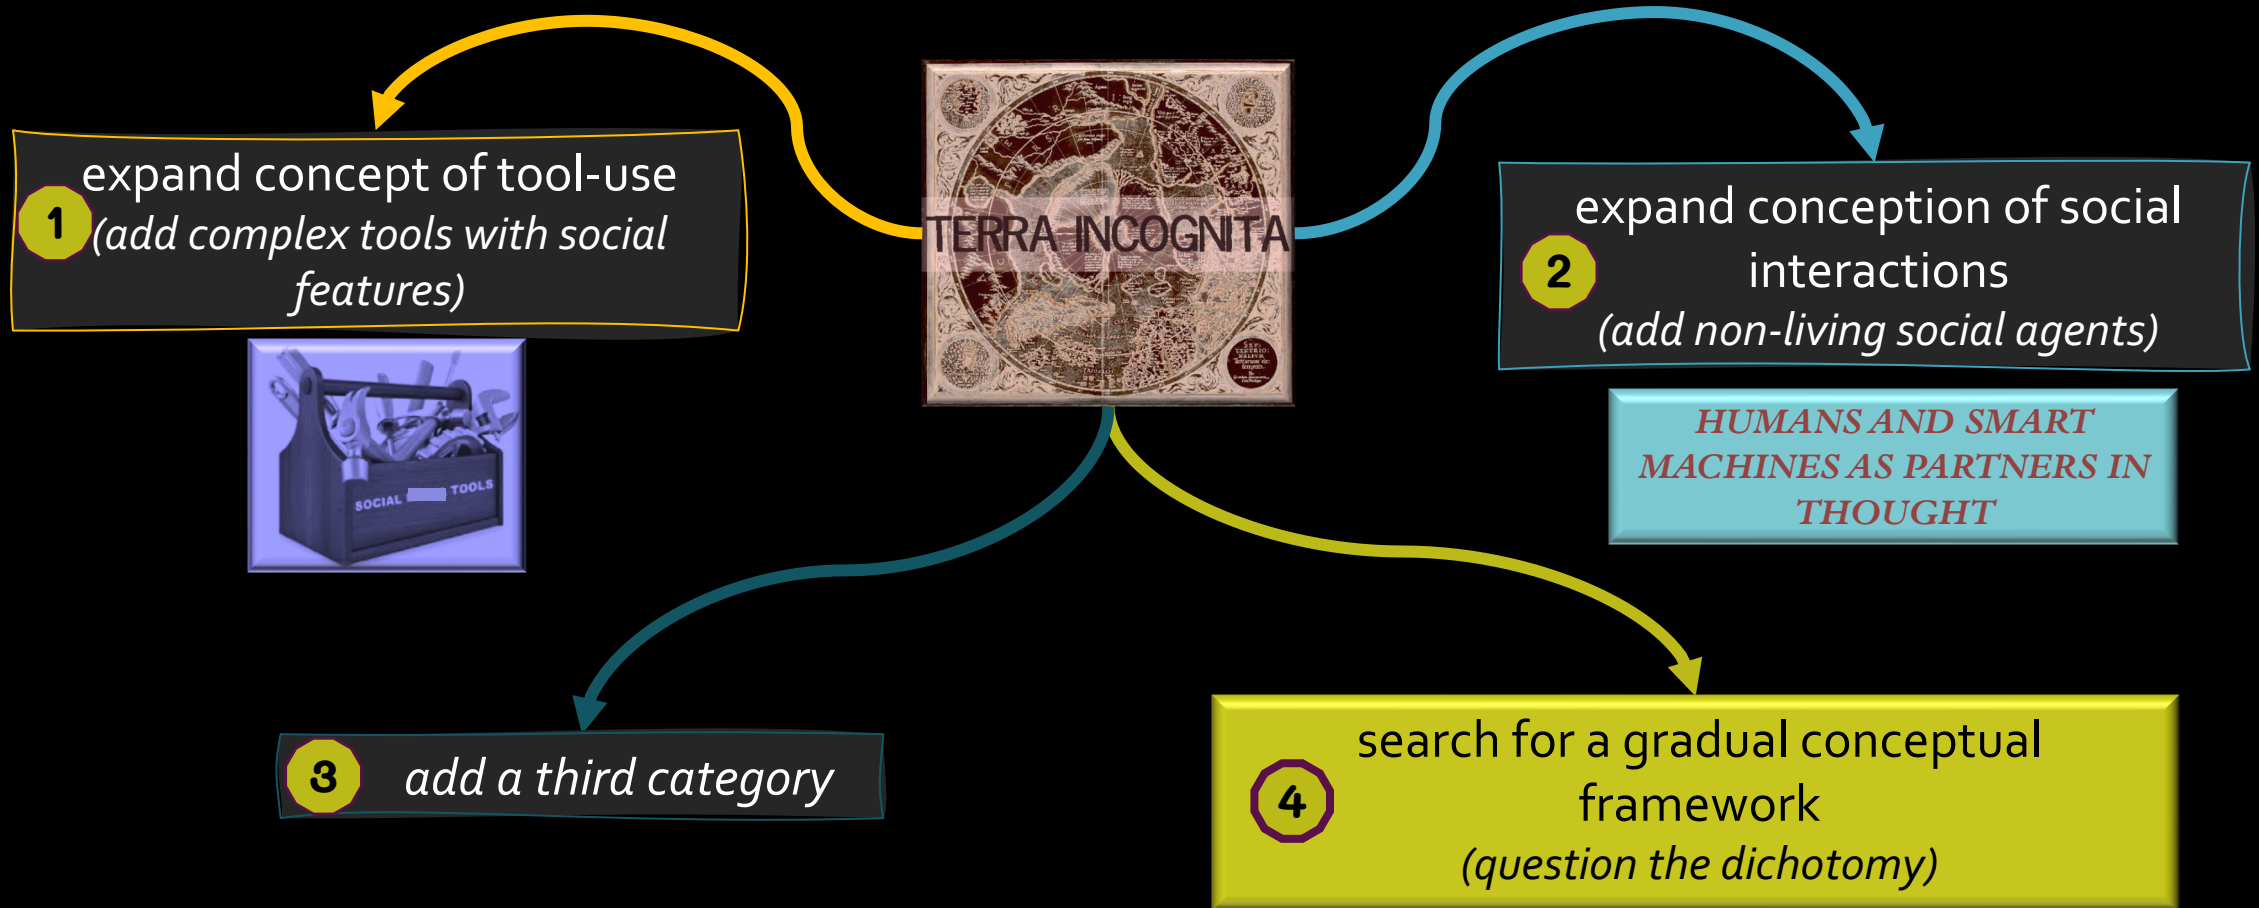 expand concept of tool-use
1
(add complex tools with social
features)
SOCIAL TOOLS
TERRA INCOGNITA
expand conception of social
2
interactions
(add non-living social agents)
HUMANS AND SMART
MACHINES AS PARTNERS IN
THOUGHT
3 add a third category
search for a gradual conceptual
4
framework
(question the dichotomy)